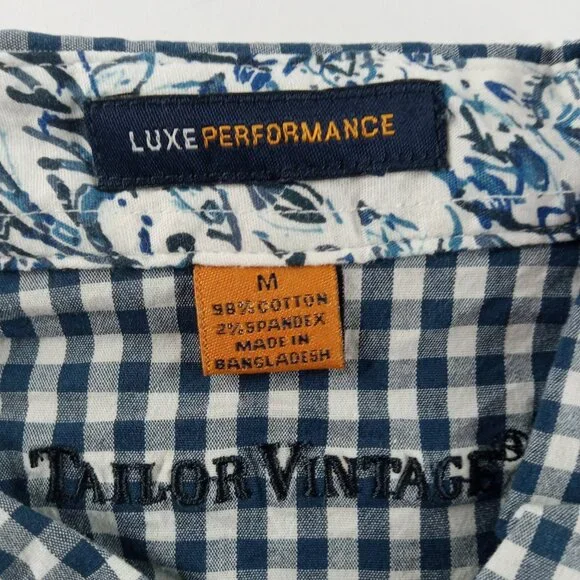 LUXE PERFORMANCE
M
98% COTTON
2% SPANDEX
MADE IN
BANGLADESH
TAILOR VINTAGE®